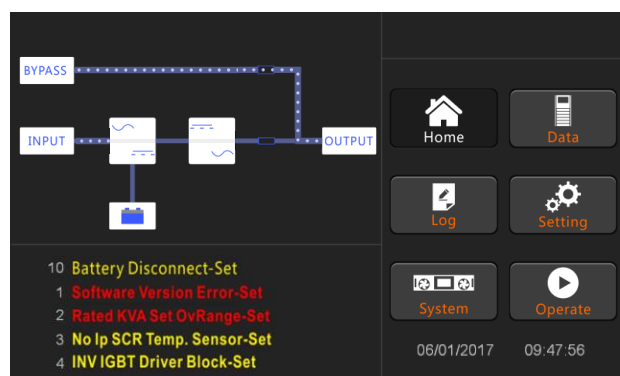 BYPASS
INPUT
OUTPUT
10 Battery Disconnect-Set
1 Software Version Error-Set
2 Rated KVA Set OvRange-Set
3 No Ip SCR Temp. Sensor-Set
4 INV IGBT Driver Block-Set
Home
Data
Log
Setting
System
Operate
06/01/2017 09:47:56